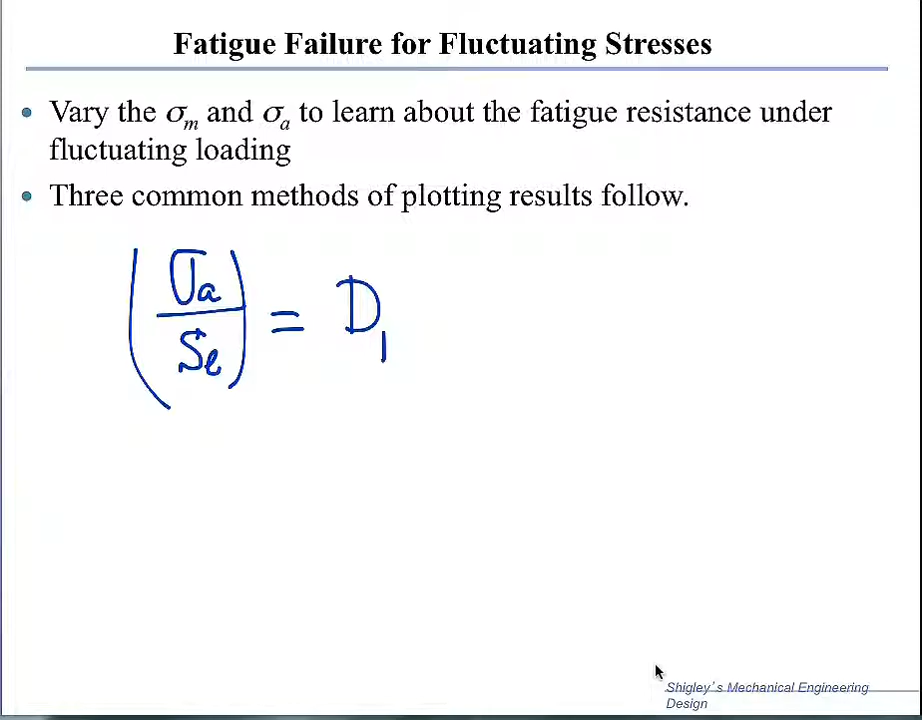 Fatigue Failure for Fluctuating Stresses
• Vary the σm and σa to learn about the fatigue resistance under
fluctuating loading
• Three common methods of plotting results follow.
(σa/Se) = D1
Shigley's Mechanical Engineering
Design